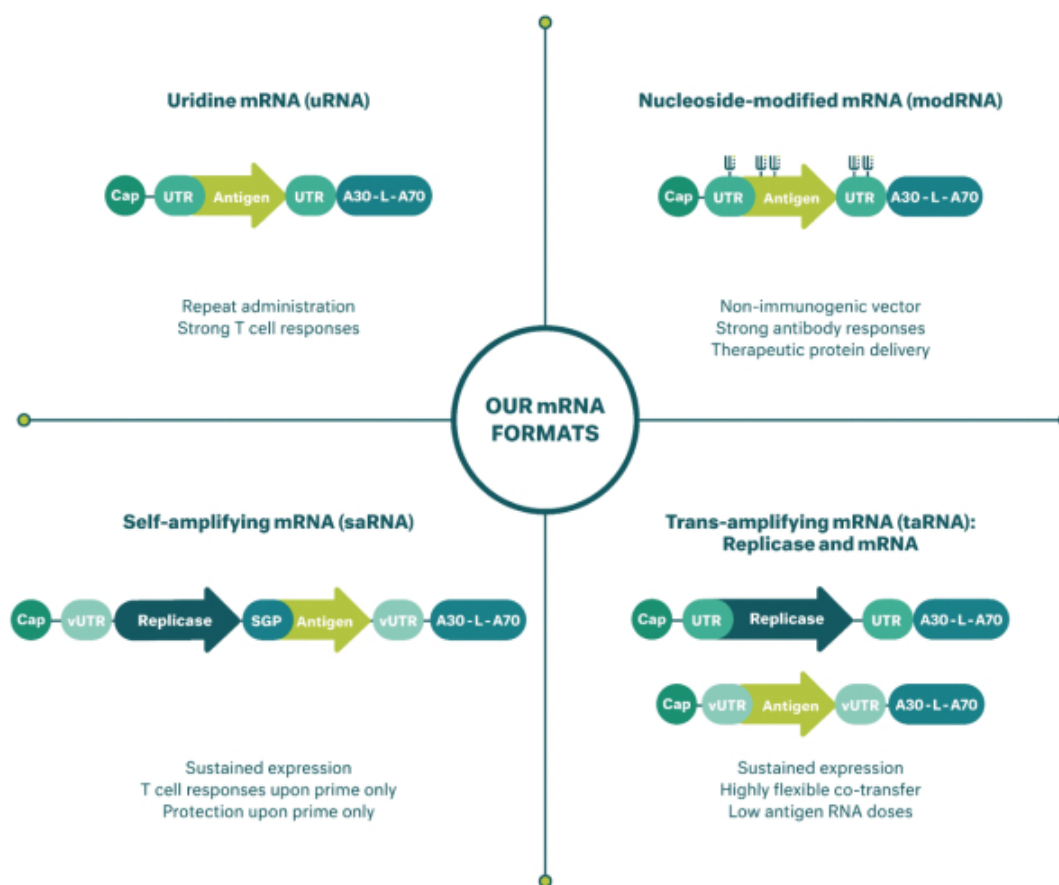 Uridine mRNA (uRNA)
Cap UTR Antigen UTR A30-L-A70
Repeat administration
Strong T cell responses
Nucleoside-modified mRNA (modRNA)
Cap UTR Antigen UTR A30-L-A70
Non-immunogenic vector
Strong antibody responses
Therapeutic protein delivery
OUR mRNA
FORMATS
Self-amplifying mRNA (saRNA)
Cap vUTR Replicase SGP Antigen vUTR A30-L-A70
Sustained expression
T cell responses upon prime only
Protection upon prime only
Trans-amplifying mRNA (taRNA):
Replicase and mRNA
Cap UTR Replicase UTR A30-L-A70
Cap vUTR Antigen vUTR A30-L-A70
Sustained expression
Highly flexible co-transfer
Low antigen RNA doses